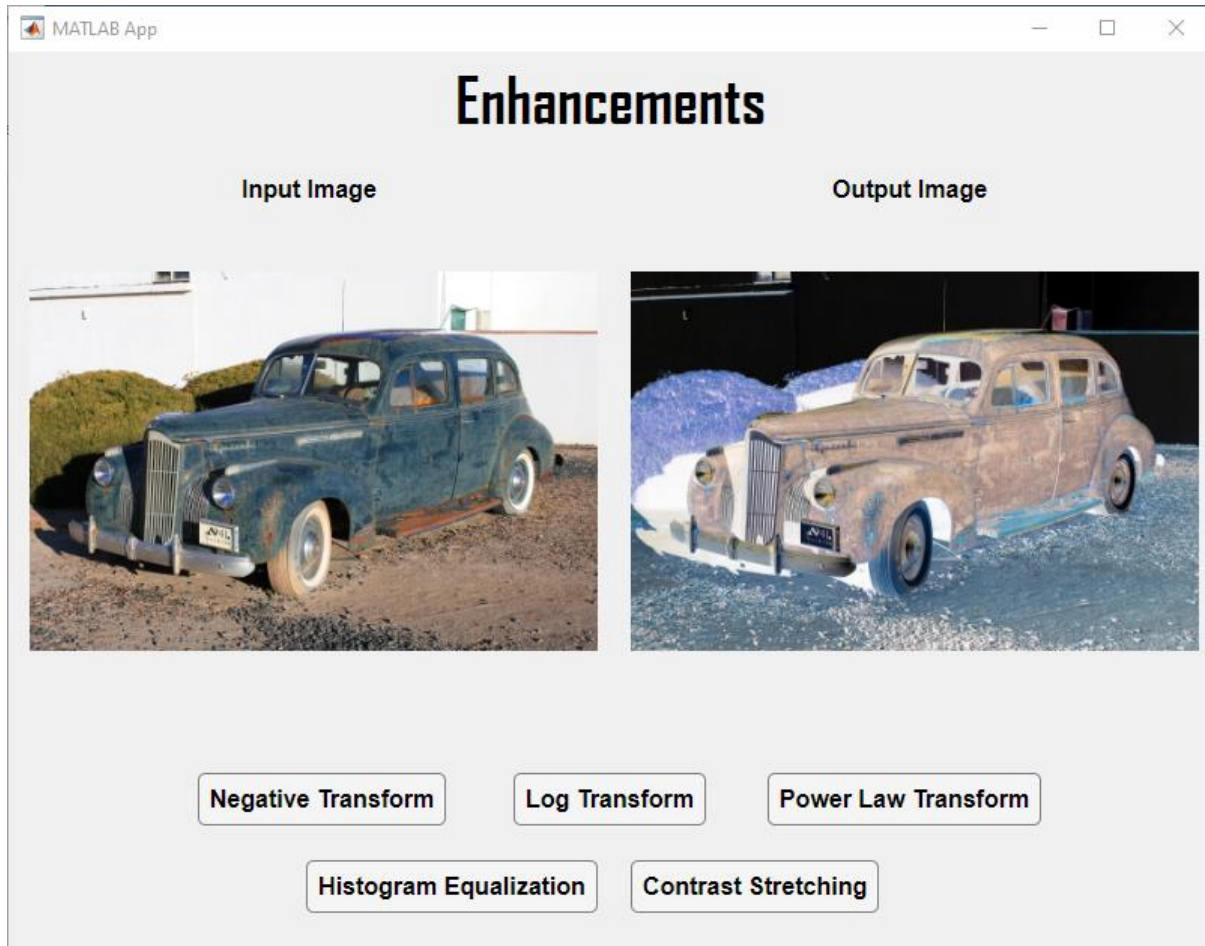 MATLAB App
Enhancements
Input Image
Output Image
Negative Transform
Log Transform
Power Law Transform
Histogram Equalization
Contrast Stretching